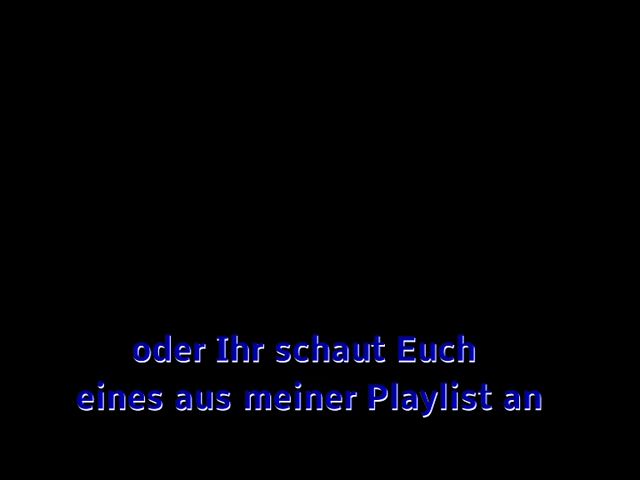 oder Ihr schaut Euch
eines aus meiner Playlist an